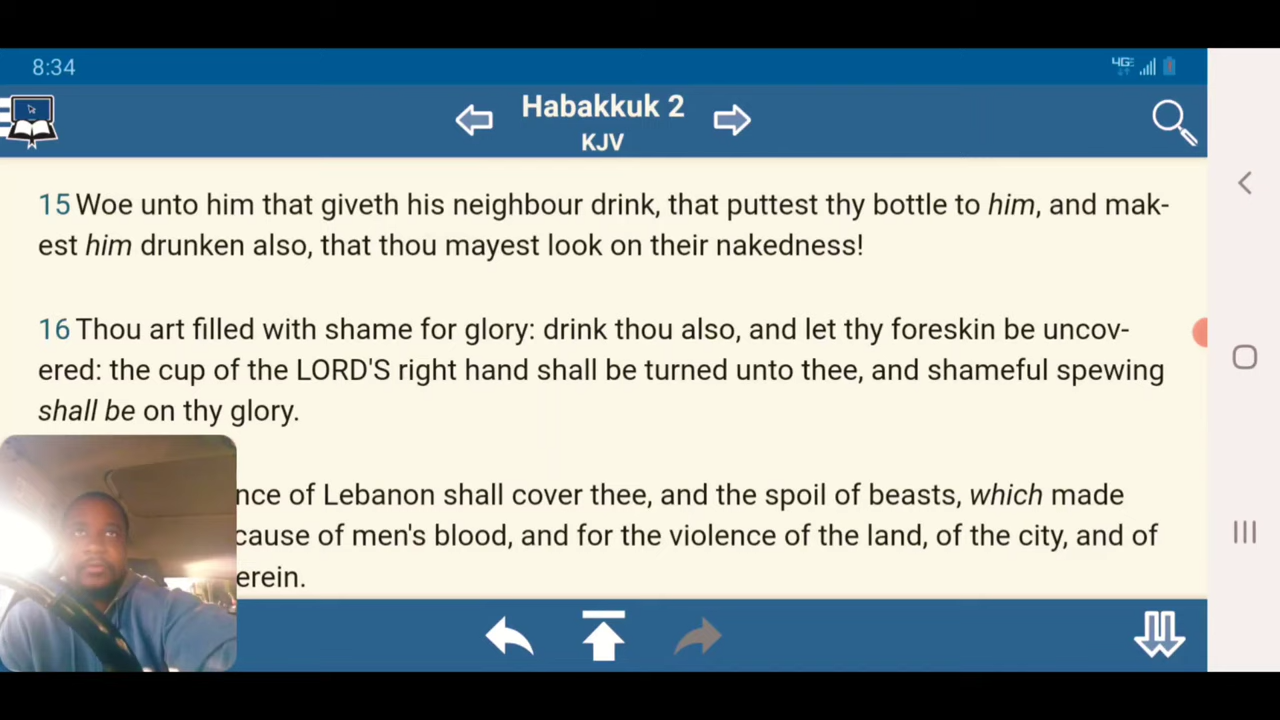 8:34
4GE
Habakkuk 2
KJV
15 Woe unto him that giveth his neighbour drink, that puttest thy bottle to him, and mak-
est him drunken also, that thou mayest look on their nakedness!
16 Thou art filled with shame for glory: drink thou also, and let thy foreskin be uncov-
ered: the cup of the LORD'S right hand shall be turned unto thee, and shameful spewing
shall be on thy glory.
nce of Lebanon shall cover thee, and the spoil of beasts, which made
cause of men's blood, and for the violence of the land, of the city, and of
erein.